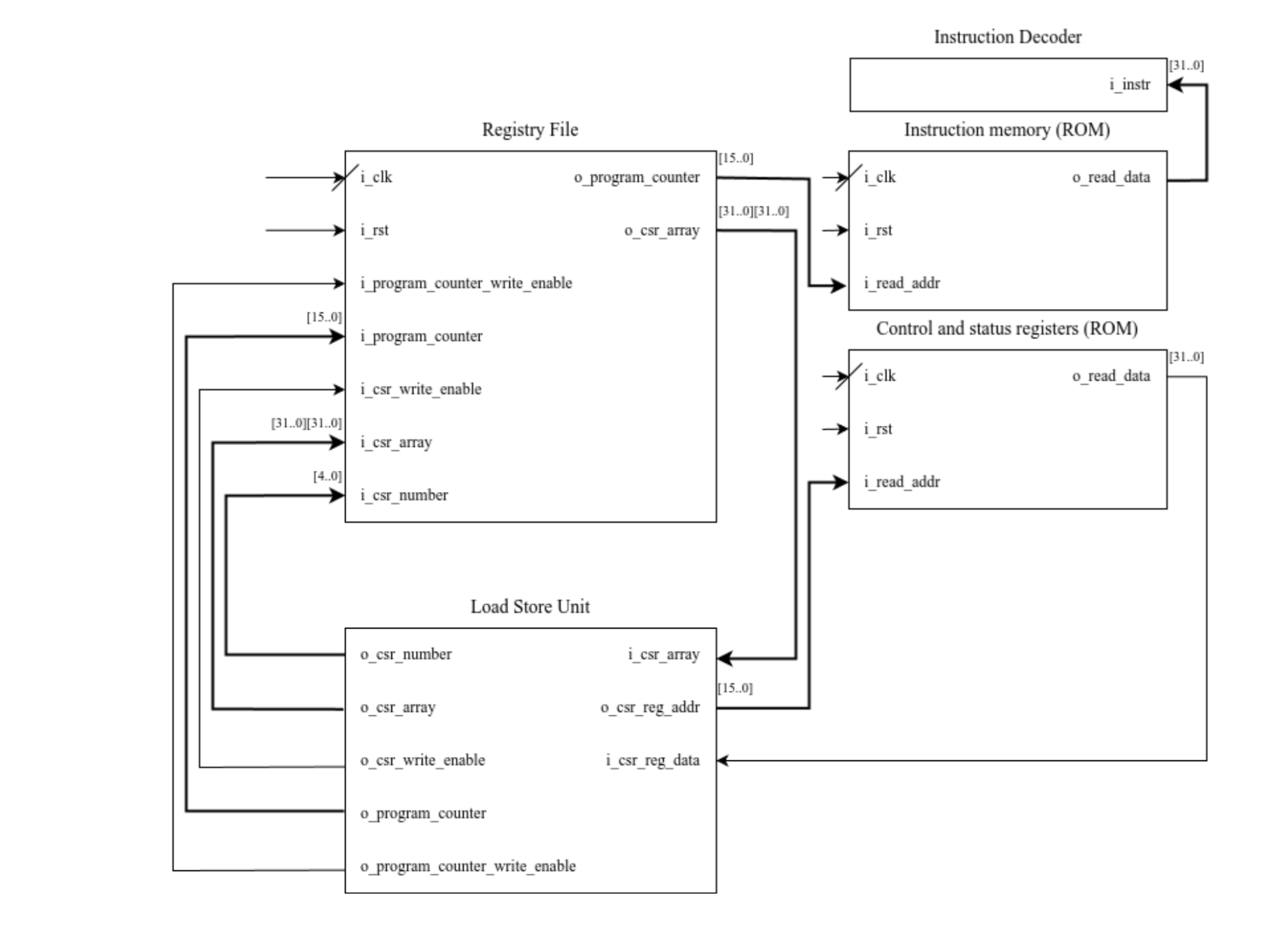 Instruction Decoder
[31..0]
i_instr
Registry File
Instruction memory (ROM)
[15..0]
i_clk
o_program_counter
i_clk
o_read_data
[31..0][31..0]
i_rst
o_csr_array
i_rst
i_program_counter_write_enable
i_read_addr
[15..0]
Control and status registers (ROM)
i_program_counter
[31..0]
i_clk
o_read_data
i_csr_write_enable
[31..0][31..0]
i_rst
i_csr_array
[4..0]
i_read_addr
i_csr_number
Load Store Unit
o_csr_number
i_csr_array
[15..0]
o_csr_array
o_csr_reg_addr
o_csr_write_enable
i_csr_reg_data
o_program_counter
o_program_counter_write_enable